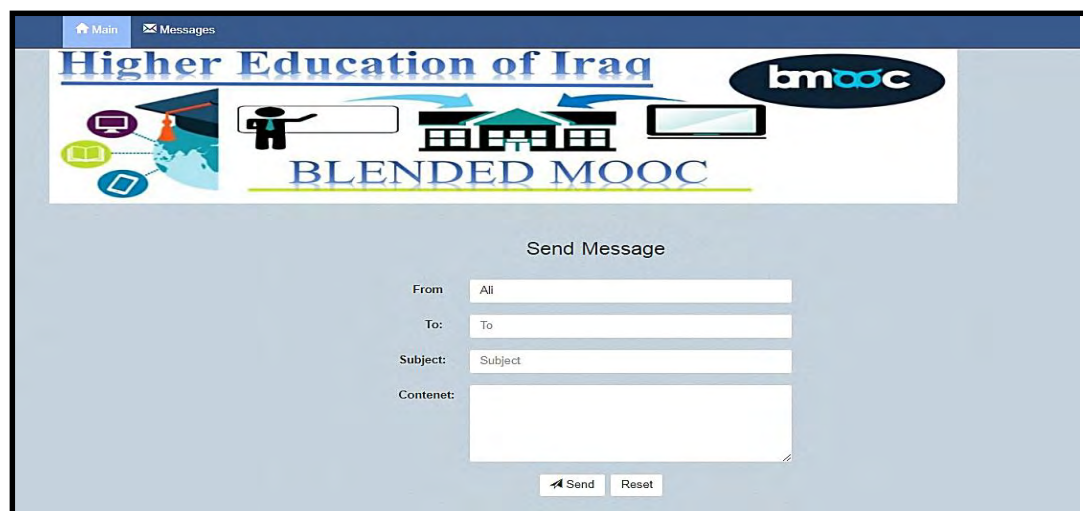 Main Messages
Higher Education of Iraq
bmooc
BLENDED MOOC
Send Message
From Ali
To: To
Subject: Subject
Contenet:
Send Reset